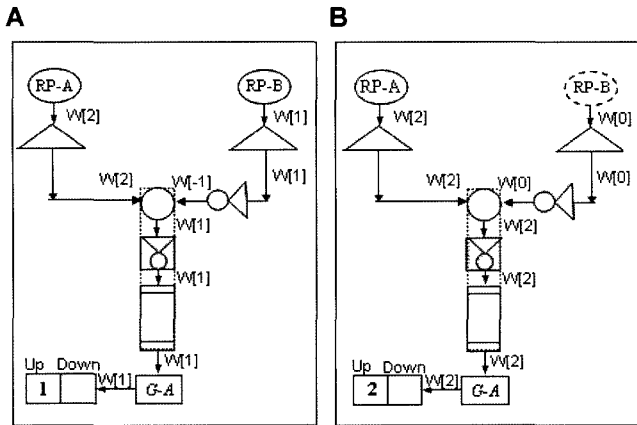 A
RP-A
RP-B
W[2]
W[1]
W[2]
W[-1]
W[1]
W[1]
W[1]
W[1]
Up Down
W[1]
1
G-A
B
RP-A
RP-B
W[2]
W[0]
W[2]
W[0]
W[0]
W[2]
W[2]
W[2]
Up Down
W[2]
2
G-A